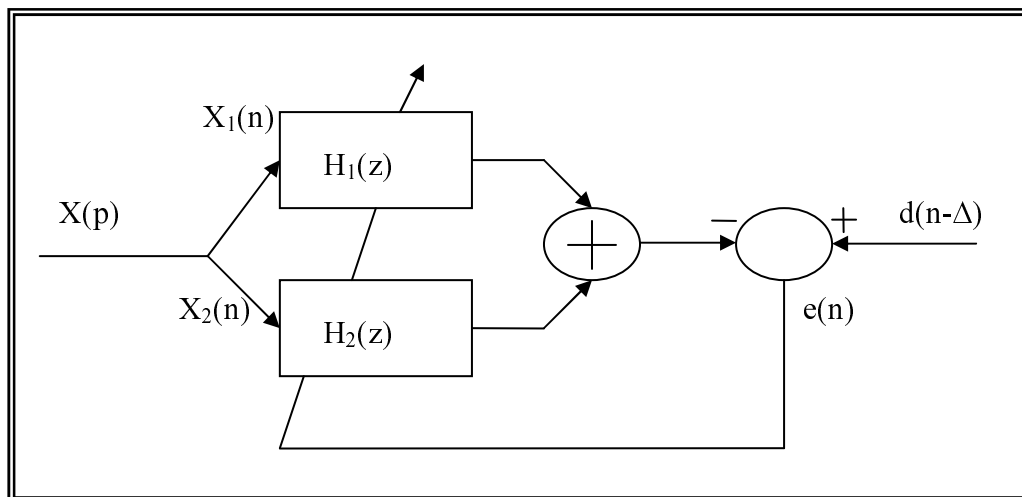 X₁(n)
H₁(z)
X(p)
− + d(n-Δ)
+
X₂(n)
H₂(z)
e(n)